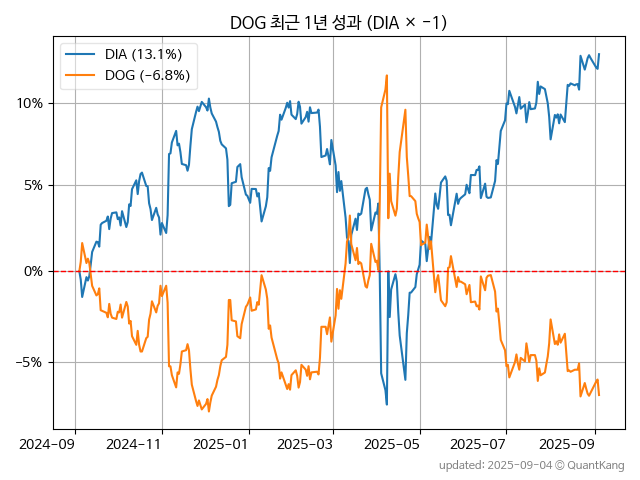 DOG 최근 1년 성과 (DIA × −1)
DIA (13.1%)
DOG (−6.8%)
10%
5%
0%
−5%
2024−09
2024−11
2025−01
2025−03
2025−05
2025−07
2025−09
updated: 2025-09-04 © QuantKang